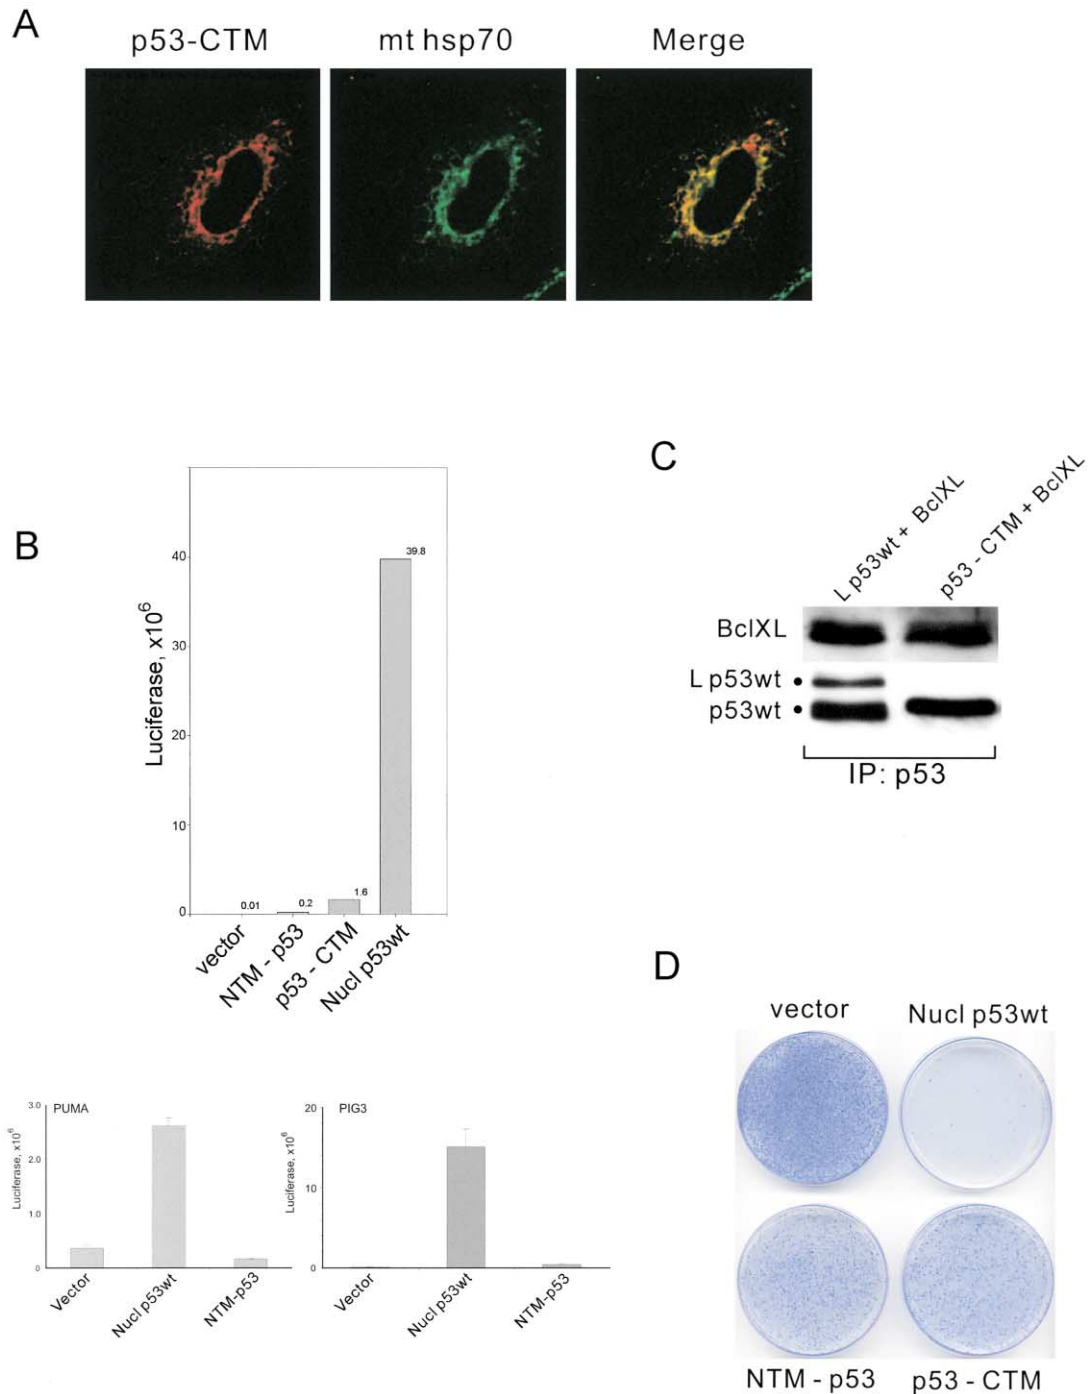 A
p53-CTM
mt hsp70
Merge
B
Luciferase, x10⁶
40
30
20
10
0
0.01
0.2
1.6
39.8
vector
NTM - p53
p53 - CTM
Nucl p53wt
PUMA
Luciferase, x10⁶
3.0
2.0
1.0
0
Vector
Nucl p53wt
NTM-p53
PIG3
Luciferase, x10⁶
20
10
0
Vector
Nucl p53wt
NTM-p53
C
L p53wt + BclXL
p53 - CTM + BclXL
BclXL
L p53wt •
p53wt •
IP: p53
D
vector
Nucl p53wt
NTM - p53
p53 - CTM